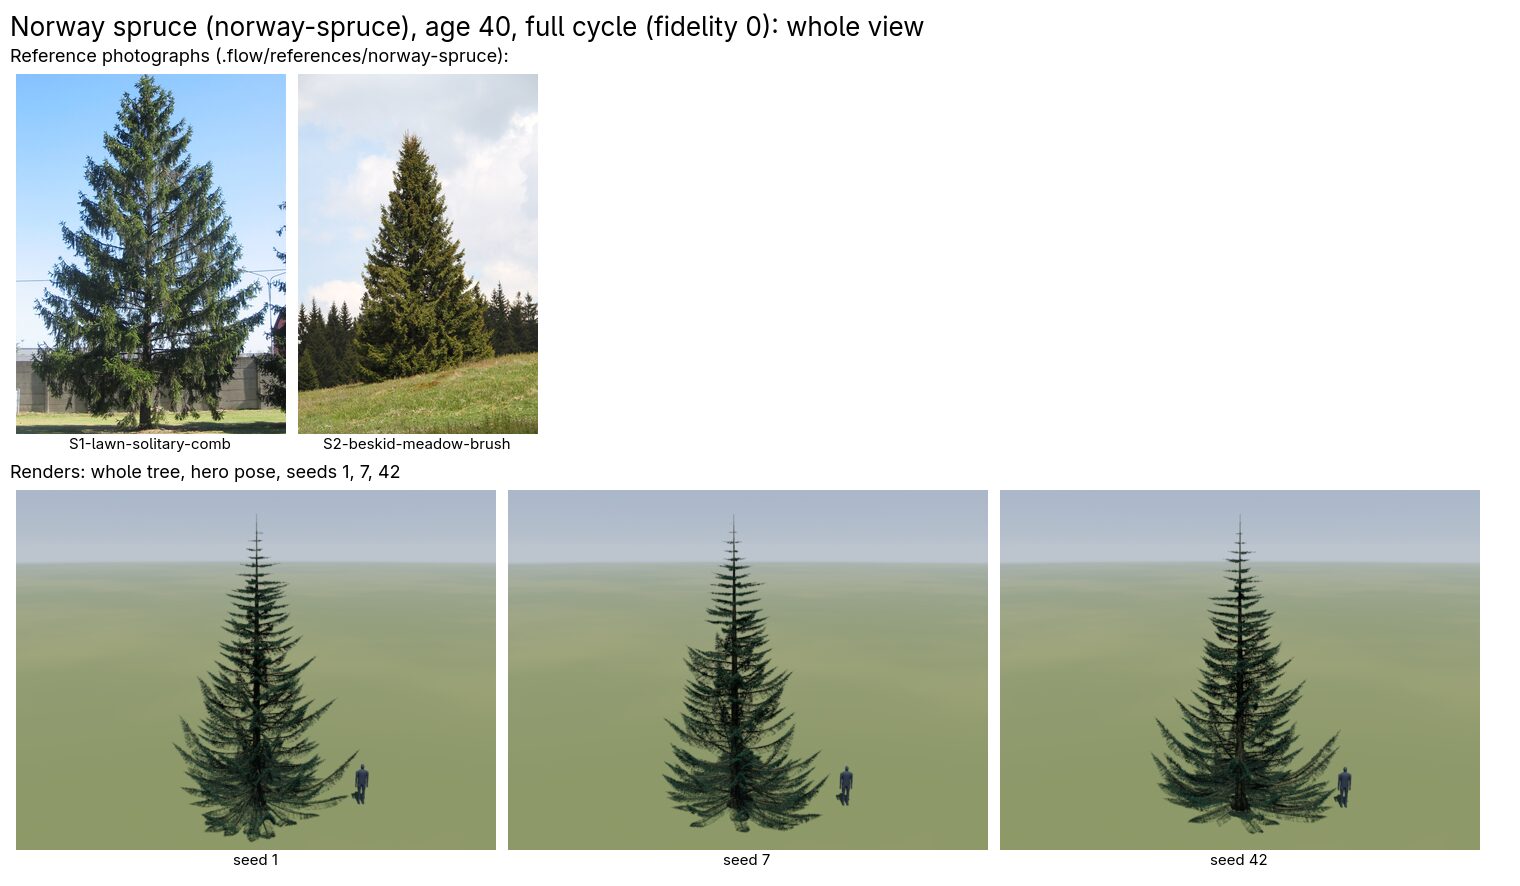 Norway spruce (norway-spruce), age 40, full cycle (fidelity 0): whole view
Reference photographs (.flow/references/norway-spruce):
S1-lawn-solitary-comb
S2-beskid-meadow-brush
Renders: whole tree, hero pose, seeds 1, 7, 42
seed 1
seed 7
seed 42